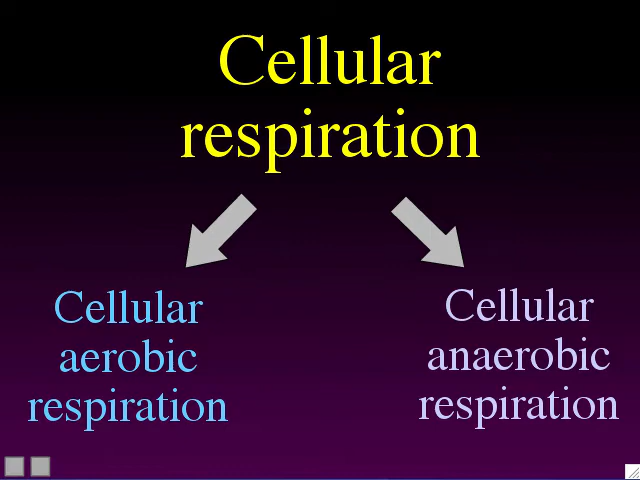 Cellular
respiration
Cellular
aerobic
respiration
Cellular
anaerobic
respiration